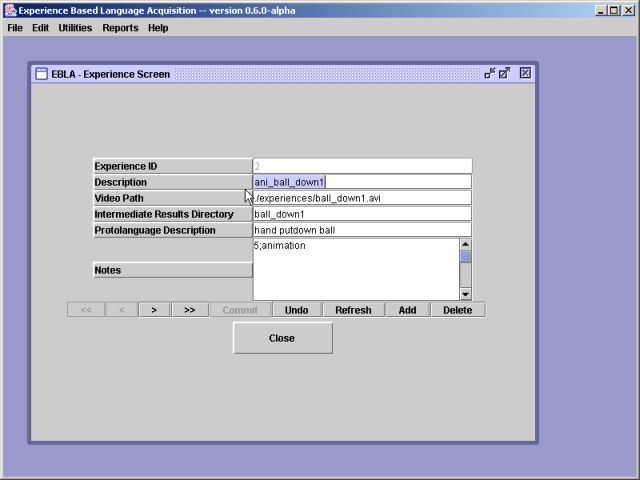 Experience Based Language Acquisition -- version 0.6.0-alpha
File Edit Utilities Reports Help
EBLA - Experience Screen
Experience ID 2
Description ani_ball_down1
Video Path ./experiences/ball_down1.avi
Intermediate Results Directory ball_down1
Protolanguage Description hand putdown ball
5;animation
Notes
<< < > >> Commit Undo Refresh Add Delete
Close